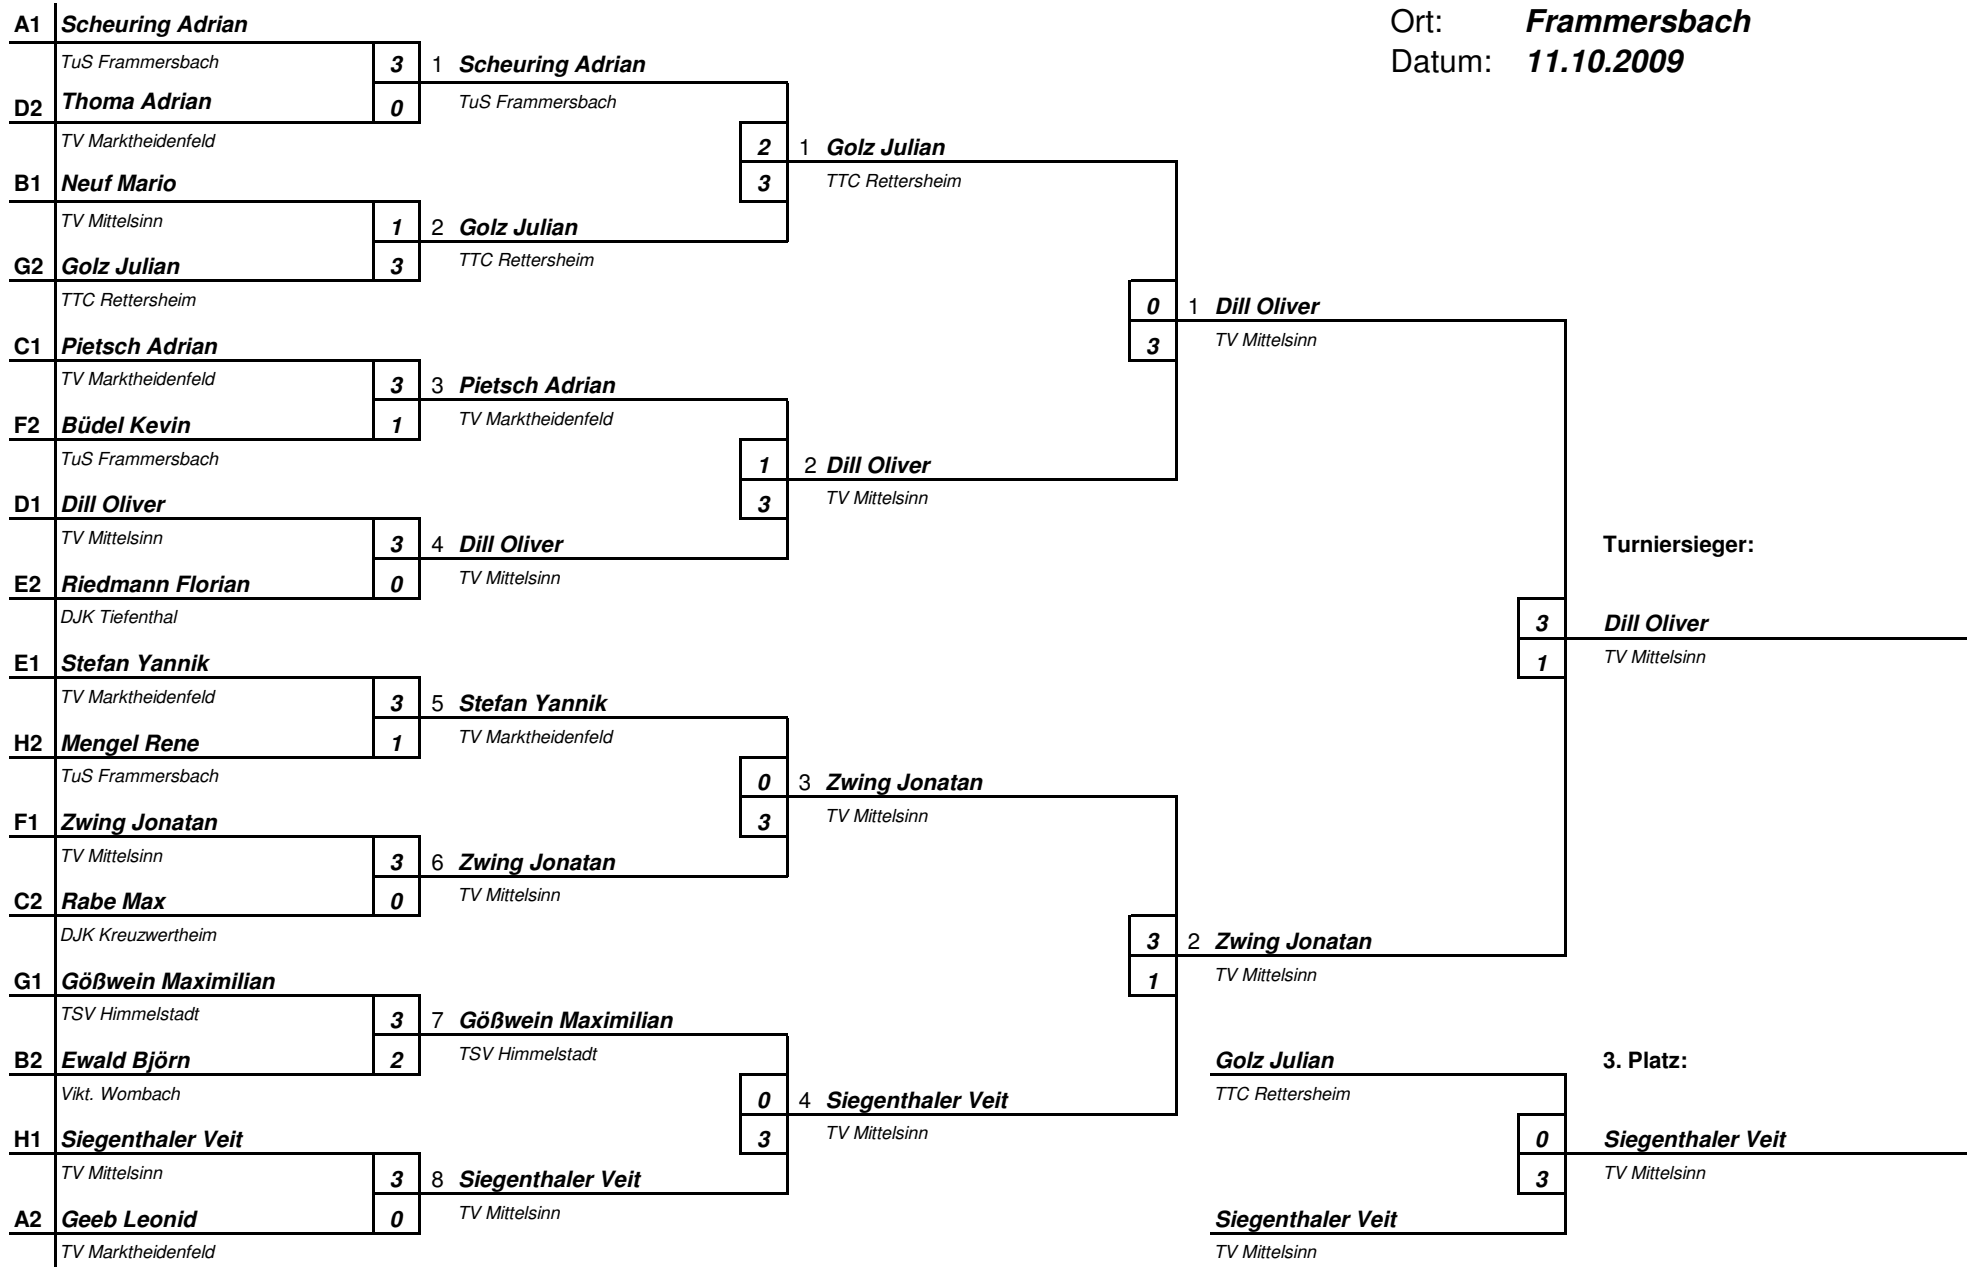 A1 Scheuring Adrian
Ort: Frammersbach
TuS Frammersbach 3 1 Scheuring Adrian
Datum: 11.10.2009
D2 Thoma Adrian 0 TuS Frammersbach
TV Marktheidenfeld 2 1 Golz Julian
B1 Neuf Mario 3 TTC Rettersheim
TV Mittelsinn 1 2 Golz Julian
G2 Golz Julian 3 TTC Rettersheim
TTC Rettersheim 0 1 Dill Oliver
C1 Pietsch Adrian 3 TV Mittelsinn
TV Marktheidenfeld 3 3 Pietsch Adrian
F2 Büdel Kevin 1 TV Marktheidenfeld
TuS Frammersbach 1 2 Dill Oliver
D1 Dill Oliver 3 TV Mittelsinn
TV Mittelsinn 3 4 Dill Oliver Turniersieger:
E2 Riedmann Florian 0 TV Mittelsinn
DJK Tiefenthal 3 Dill Oliver
E1 Stefan Yannik 1 TV Mittelsinn
TV Marktheidenfeld 3 5 Stefan Yannik
H2 Mengel Rene 1 TV Marktheidenfeld
TuS Frammersbach 0 3 Zwing Jonatan
F1 Zwing Jonatan 3 TV Mittelsinn
TV Mittelsinn 3 6 Zwing Jonatan
C2 Rabe Max 0 TV Mittelsinn
DJK Kreuzwertheim 3 2 Zwing Jonatan
G1 Gößwein Maximilian 1 TV Mittelsinn
TSV Himmelstadt 3 7 Gößwein Maximilian
B2 Ewald Björn 2 TSV Himmelstadt Golz Julian 3. Platz:
Vikt. Wombach 0 4 Siegenthaler Veit TTC Rettersheim
H1 Siegenthaler Veit 3 TV Mittelsinn 0 Siegenthaler Veit
TV Mittelsinn 3 8 Siegenthaler Veit 3 TV Mittelsinn
A2 Geeb Leonid 0 TV Mittelsinn Siegenthaler Veit
TV Marktheidenfeld TV Mittelsinn